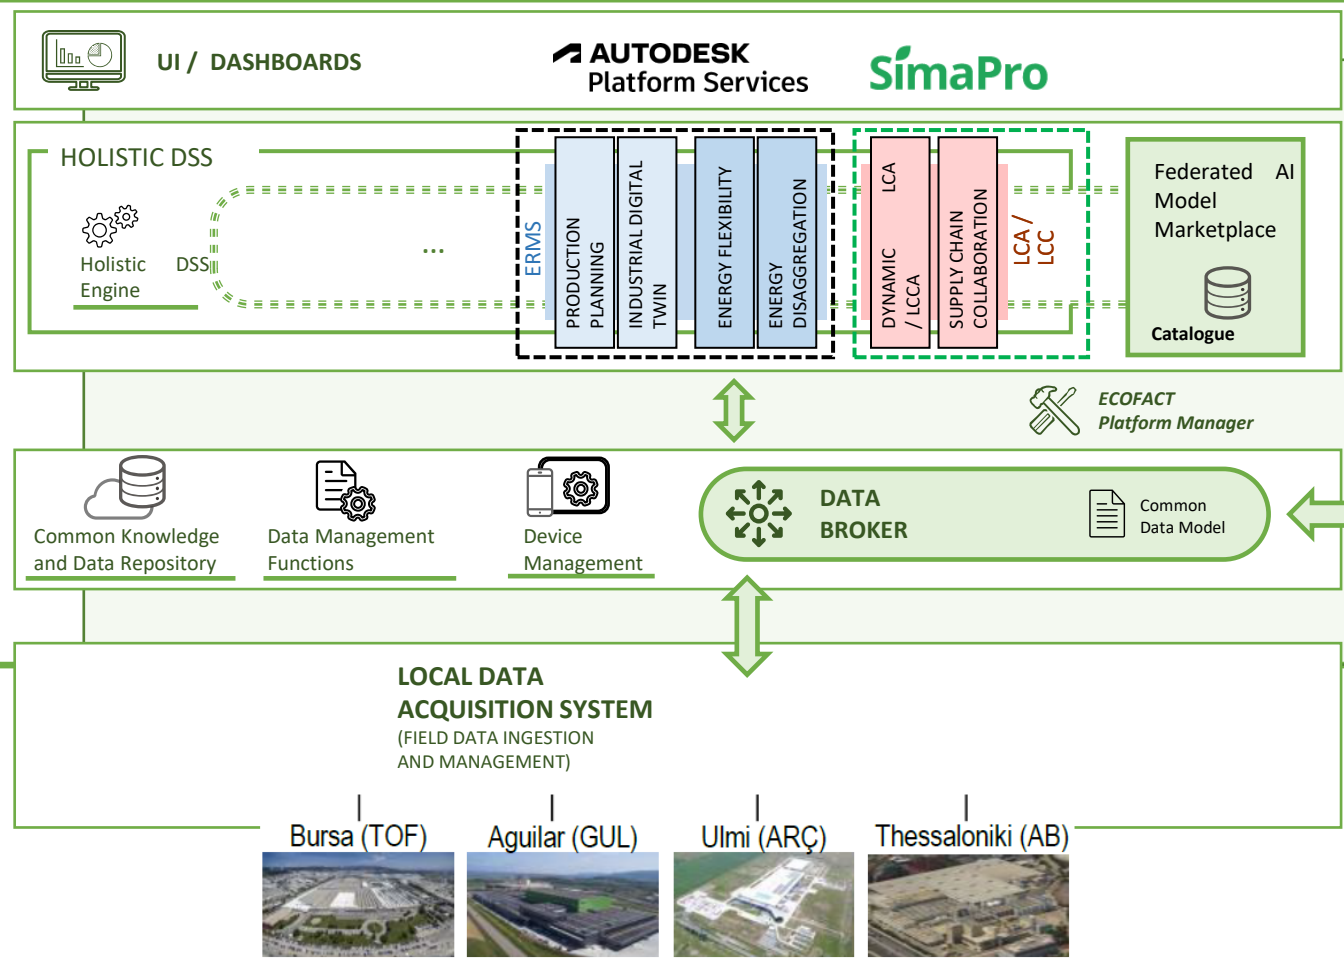 UI / DASHBOARDS
AUTODESK
Platform Services
SimaPro
HOLISTIC DSS
Holistic DSS
Engine
...
ERMS
PRODUCTION
PLANNING
INDUSTRIAL DIGITAL
TWIN
ENERGY FLEXIBILITY
ENERGY
DISAGGREGATION
DYNAMIC LCA
/ LCCA
SUPPLY CHAIN
COLLABORATION
LCA /
LCC
Federated AI
Model
Marketplace
Catalogue
ECOFACT
Platform Manager
Common Knowledge
and Data Repository
Data Management
Functions
Device
Management
DATA
BROKER
Common
Data Model
LOCAL DATA
ACQUISITION SYSTEM
(FIELD DATA INGESTION
AND MANAGEMENT)
Bursa (TOF)
Aguilar (GUL)
Ulmi (ARÇ)
Thessaloniki (AB)